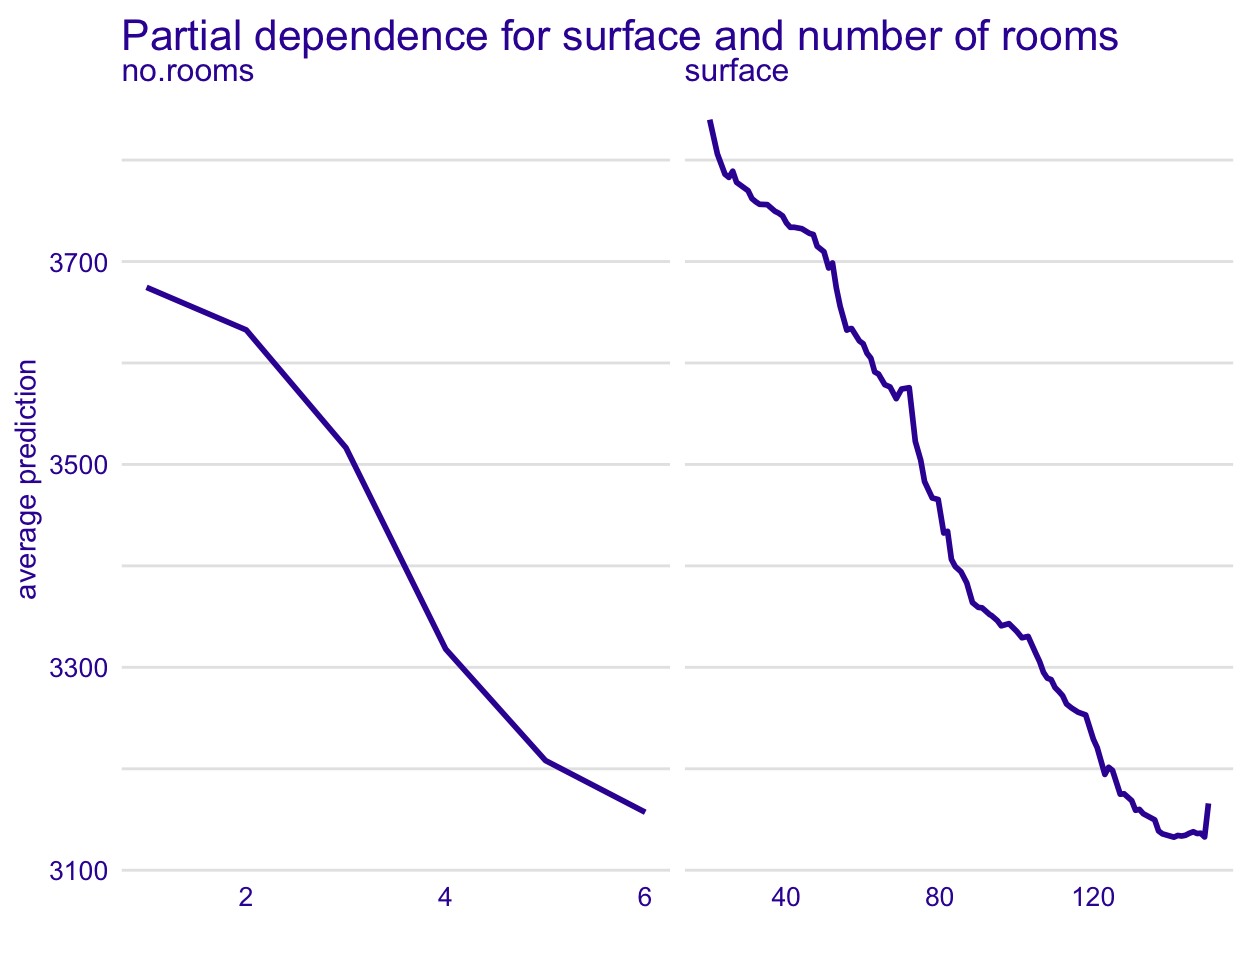 Partial dependence for surface and number of rooms
no.rooms
surface
average prediction
3700
3500
3300
3100
2 4 6
40 80 120